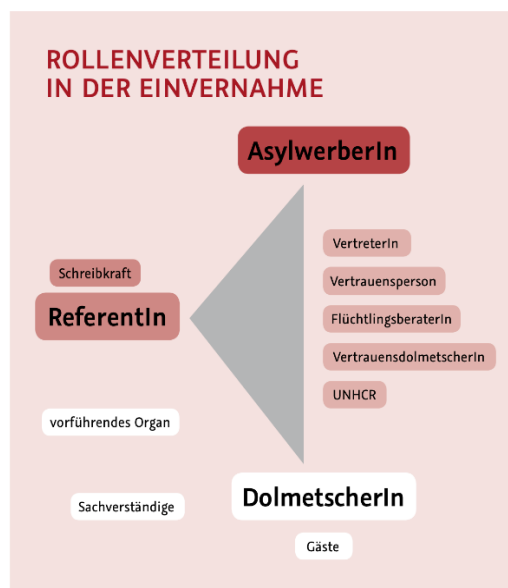 ROLLENVERTEILUNG
IN DER EINVERNAHME
AsylwerberIn
VertreterIn
Schreibkraft
Vertrauensperson
ReferentIn
FlüchtlingsberaterIn
VertrauensdolmetscherIn
UNHCR
vorführendes Organ
DolmetscherIn
Sachverständige
Gäste